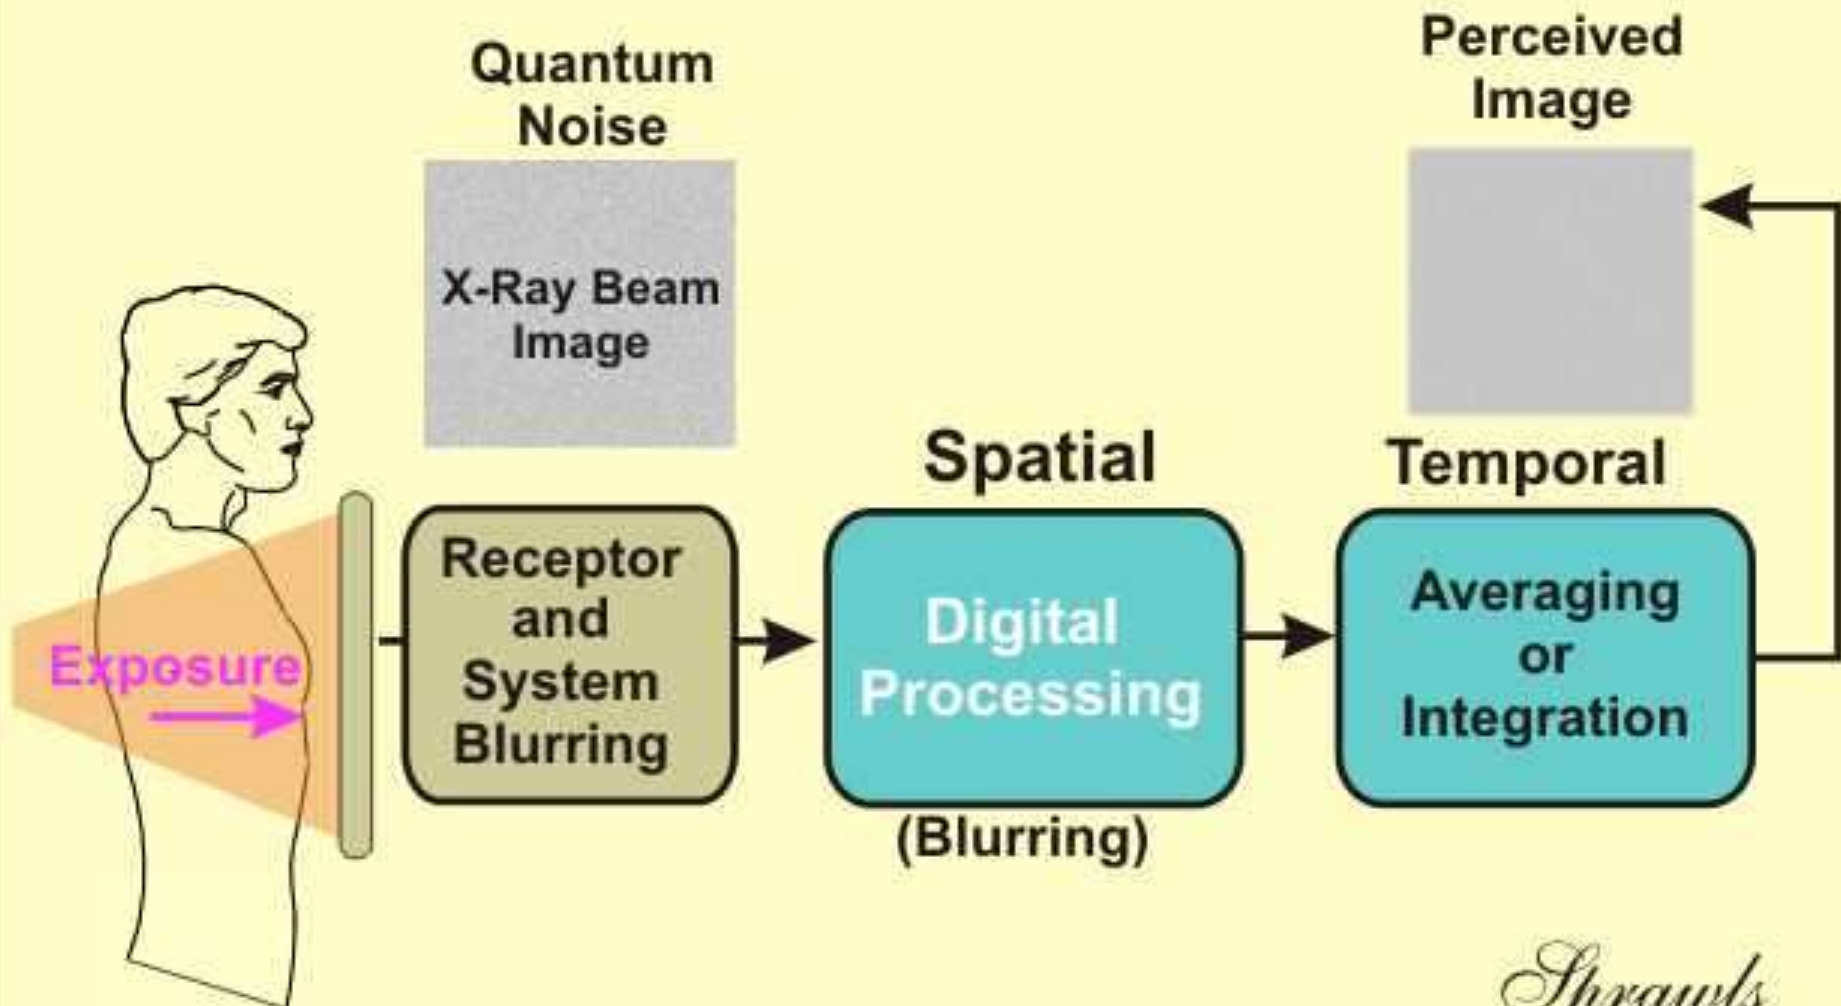 Quantum
Noise
X-Ray Beam
Image
Perceived
Image
Exposure
Receptor
and
System
Blurring
Spatial
Digital
Processing
(Blurring)
Temporal
Averaging
or
Integration